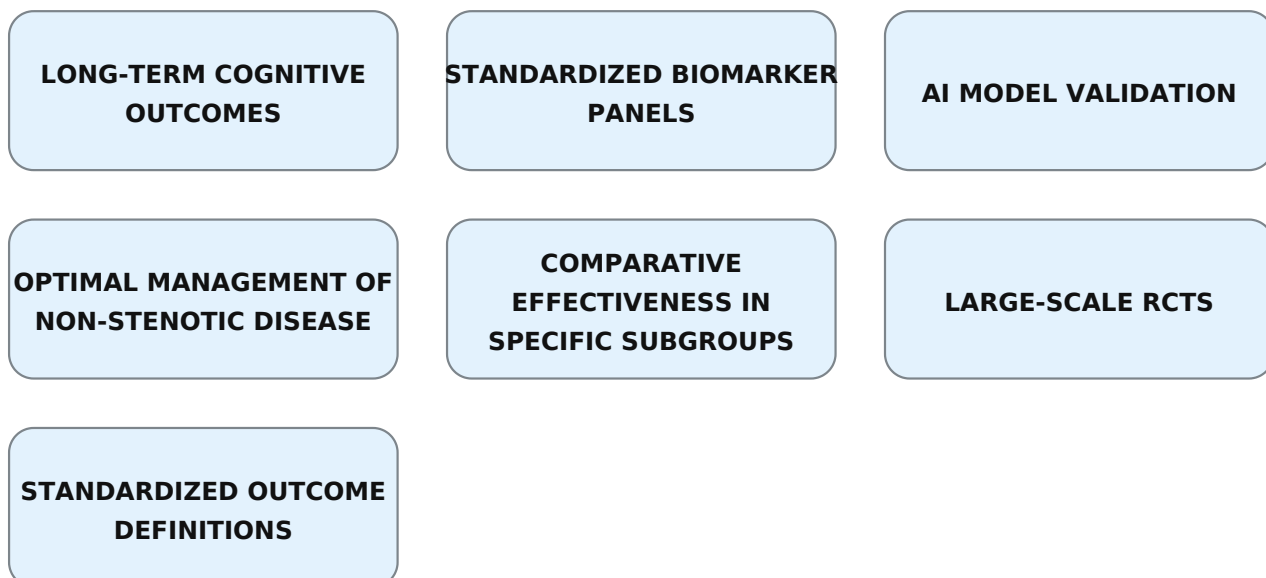 LONG-TERM COGNITIVE
OUTCOMES
STANDARDIZED BIOMARKER
PANELS
AI MODEL VALIDATION
OPTIMAL MANAGEMENT OF
NON-STENOTIC DISEASE
COMPARATIVE
EFFECTIVENESS IN
SPECIFIC SUBGROUPS
LARGE-SCALE RCTS
STANDARDIZED OUTCOME
DEFINITIONS